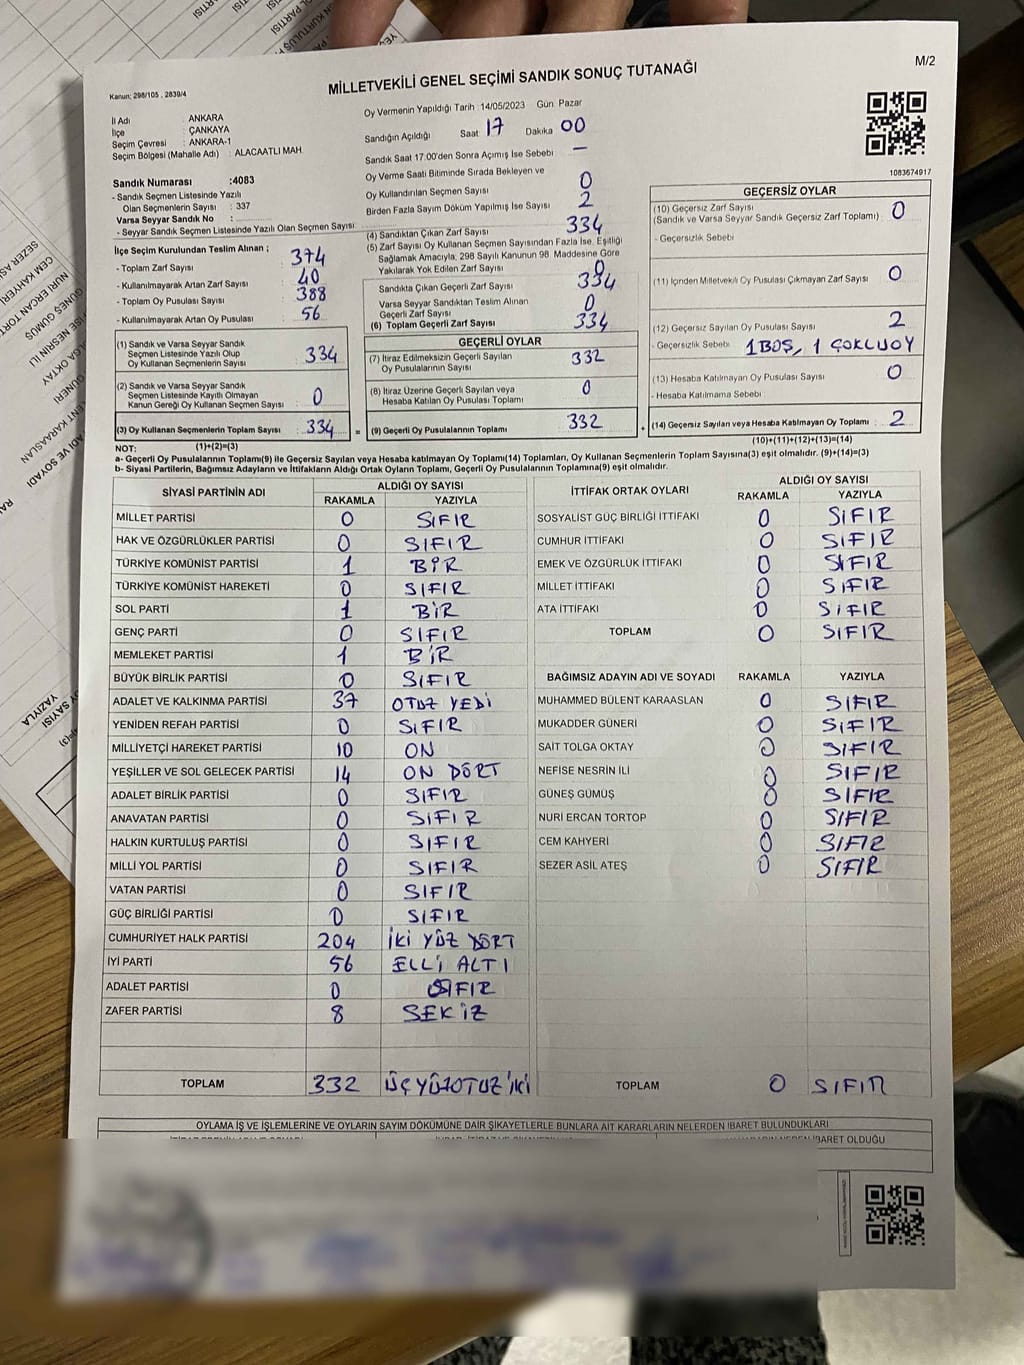 MİLLETVEKİLİ GENEL SEÇİMİ SANDIK SONUÇ TUTANAĞI
M/2
Kanun: 298/105 , 2839/4
İl Adı : ANKARA
İlçe : ÇANKAYA
Seçim Çevresi : ANKARA-1
Seçim Bölgesi (Mahalle Adı) : ALACAATLI MAH.
Sandık Numarası :4083
- Sandık Seçmen Listesinde Yazılı
Olan Seçmenlerin Sayısı : 337
Varsa Seyyar Sandık No :
- Seyyar Sandık Seçmen Listesinde Yazılı Olan Seçmen Sayısı:
İlçe Seçim Kurulundan Teslim Alınan ;
- Toplam Zarf Sayısı : 374
- Kullanılmayarak Artan Zarf Sayısı : 40
- Toplam Oy Pusulası Sayısı : 388
- Kullanılmayarak Artan Oy Pusulası : 56
(1) Sandık ve Varsa Seyyar Sandık
Seçmen Listesinde Yazılı Olup
Oy Kullanan Seçmenlerin Sayısı : 334
(2) Sandık ve Varsa Seyyar Sandık
Seçmen Listesinde Kayıtlı Olmayan
Kanun Gereği Oy Kullanan Seçmen Sayısı : 0
(3) Oy Kullanan Seçmenlerin Toplam Sayısı : 334 =
(1)+(2)=(3)
Oy Vermenin Yapıldığı Tarih : 14/05/2023 Gün: Pazar
Sandığın Açıldığı Saat 17 Dakika 00
Sandık Saat 17:00'den Sonra Açılmış İse Sebebi : —
Oy Verme Saati Bitiminde Sırada Bekleyen ve
Oy Kullandırılan Seçmen Sayısı : 0
Birden Fazla Sayım Döküm Yapılmış İse Sayısı : 2
(4) Sandıktan Çıkan Zarf Sayısı : 334
(5) Zarf Sayısı Oy Kullanan Seçmen Sayısından Fazla İse, Eşitliği
Sağlamak Amacıyla, 298 Sayılı Kanunun 98. Maddesine Göre
Yakılarak Yok Edilen Zarf Sayısı : 0
Sandıkta Çıkan Geçerli Zarf Sayısı : 334
Varsa Seyyar Sandıktan Teslim Alınan
Geçerli Zarf Sayısı : 0
(6) Toplam Geçerli Zarf Sayısı : 334
GEÇERLİ OYLAR
(7) İtiraz Edilmeksizin Geçerli Sayılan
Oy Pusulalarının Sayısı : 332
(8) İtiraz Üzerine Geçerli Sayılan veya
Hesaba Katılan Oy Pusulası Toplamı : 0
(9) Geçerli Oy Pusulalarının Toplamı : 332 +
1083674917
GEÇERSİZ OYLAR
(10) Geçersiz Zarf Sayısı
(Sandık ve Varsa Seyyar Sandık Geçersiz Zarf Toplamı) : 0
- Geçersizlik Sebebi :
(11) İçinden Milletvekili Oy Pusulası Çıkmayan Zarf Sayısı : 0
(12) Geçersiz Sayılan Oy Pusulası Sayısı : 2
- Geçersizlik Sebebi : 1 BOŞ, 1 ÇOKLU OY
(13) Hesaba Katılmayan Oy Pusulası Sayısı : 0
- Hesaba Katılmama Sebebi :
(14) Geçersiz Sayılan veya Hesaba Katılmayan Oy Toplamı : 2
(10)+(11)+(12)+(13)=(14)
NOT:
a- Geçerli Oy Pusulalarının Toplam(9) ile Geçersiz Sayılan veya Hesaba katılmayan Oy Toplam(14) Toplamları, Oy Kullanan Seçmenlerin Toplam Sayısına(3) eşit olmalıdır. (9)+(14)=(3)
b- Siyasi Partilerin, Bağımsız Adayların ve İttifakların Aldığı Ortak Oyların Toplamı, Geçerli Oy Pusulalarının Toplamına(9) eşit olmalıdır.
SİYASİ PARTİNİN ADI ALDIĞI OY SAYISI
RAKAMLA YAZIYLA
MİLLET PARTİSİ 0 SIFIR
HAK VE ÖZGÜRLÜKLER PARTİSİ 0 SIFIR
TÜRKİYE KOMÜNİST PARTİSİ 1 BİR
TÜRKİYE KOMÜNİST HAREKETİ 0 SIFIR
SOL PARTİ 1 BİR
GENÇ PARTİ 0 SIFIR
MEMLEKET PARTİSİ 1 BİR
BÜYÜK BİRLİK PARTİSİ 0 SIFIR
ADALET VE KALKINMA PARTİSİ 37 OTUZ YEDİ
YENİDEN REFAH PARTİSİ 0 SIFIR
MİLLİYETÇİ HAREKET PARTİSİ 10 ON
YEŞİLLER VE SOL GELECEK PARTİSİ 14 ON DÖRT
ADALET BİRLİK PARTİSİ 0 SIFIR
ANAVATAN PARTİSİ 0 SIFIR
HALKIN KURTULUŞ PARTİSİ 0 SIFIR
MİLLİ YOL PARTİSİ 0 SIFIR
VATAN PARTİSİ 0 SIFIR
GÜÇ BİRLİĞİ PARTİSİ 0 SIFIR
CUMHURİYET HALK PARTİSİ 204 İKİ YÜZ DÖRT
İYİ PARTİ 56 ELLİ ALTI
ADALET PARTİSİ 0 SIFIR
ZAFER PARTİSİ 8 SEKİZ
TOPLAM 332 ÜÇYÜZOTUZ İKİ
İTTİFAK ORTAK OYLARI ALDIĞI OY SAYISI
RAKAMLA YAZIYLA
SOSYALİST GÜÇ BİRLİĞİ İTTİFAKI 0 SIFIR
CUMHUR İTTİFAKI 0 SIFIR
EMEK VE ÖZGÜRLÜK İTTİFAKI 0 SIFIR
MİLLET İTTİFAKI 0 SIFIR
ATA İTTİFAKI 0 SIFIR
TOPLAM 0 SIFIR
BAĞIMSIZ ADAYIN ADI VE SOYADI RAKAMLA YAZIYLA
MUHAMMED BÜLENT KARAASLAN 0 SIFIR
MUKADDER GÜNERİ 0 SIFIR
SAİT TOLGA OKTAY 0 SIFIR
NEFİSE NESRİN İLİ 0 SIFIR
GÜNEŞ GÜMÜŞ 0 SIFIR
NURİ ERCAN TORTOP 0 SIFIR
CEM KAHYERİ 0 SIFIR
SEZER ASİL ATEŞ 0 SIFIR
TOPLAM 0 SIFIR
OYLAMA İŞ VE İŞLEMLERİNE VE OYLARIN SAYIM DÖKÜMÜNE DAİR ŞİKAYETLERLE BUNLARA AİT KARARLARIN NELERDEN İBARET BULUNDUKLARI
İBARET OLDUĞU